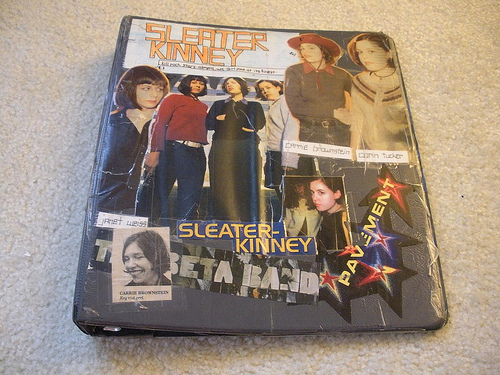 SLEATER
KINNEY
carrie brownstein
corin tucker
janet weiss
SLEATER-
KINNEY
PAVEMENT
BETA BAND
CARRIE BROWNSTEIN